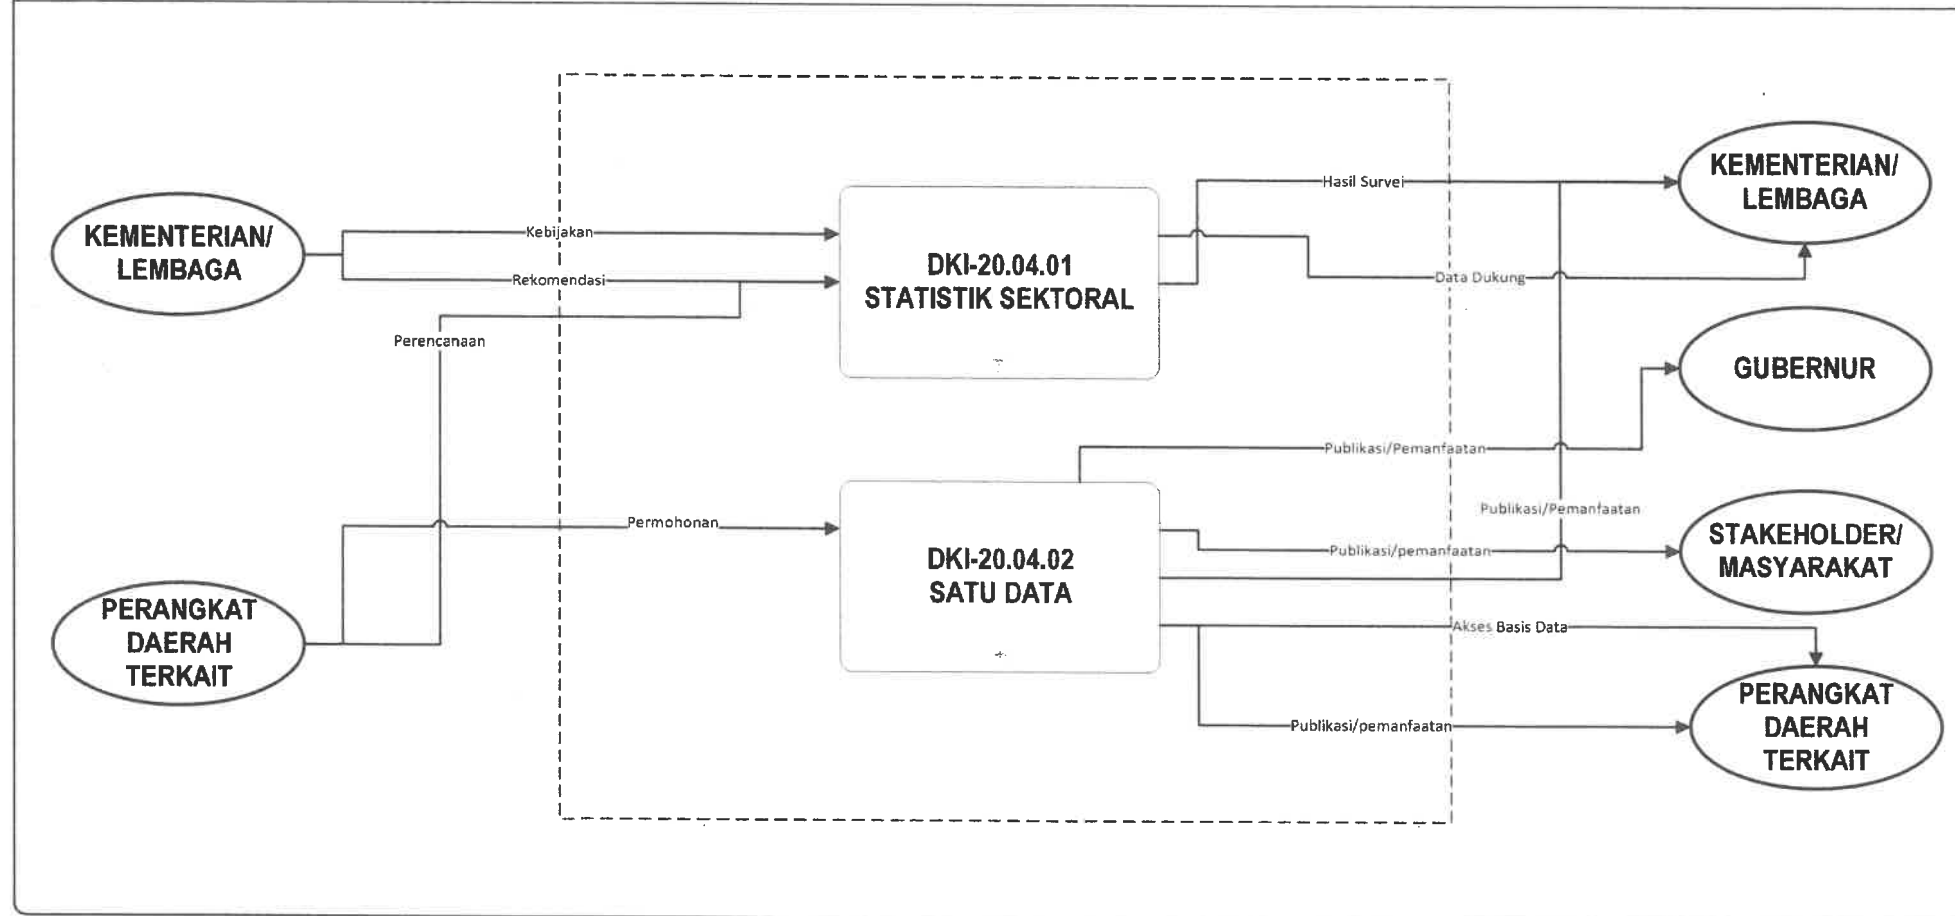 KEMENTERIAN/
LEMBAGA
PERANGKAT
DAERAH
TERKAIT
Kebijakan
Rekomendasi
Perencanaan
Permohonan
DKI-20.04.01
STATISTIK SEKTORAL
DKI-20.04.02
SATU DATA
+
Hasil Survei
Data Dukung
Publikasi/Pemanfaatan
Publikasi/Pemanfaatan
Publikasi/pemanfaatan
Akses Basis Data
Publikasi/pemanfaatan
KEMENTERIAN/
LEMBAGA
GUBERNUR
STAKEHOLDER/
MASYARAKAT
PERANGKAT
DAERAH
TERKAIT